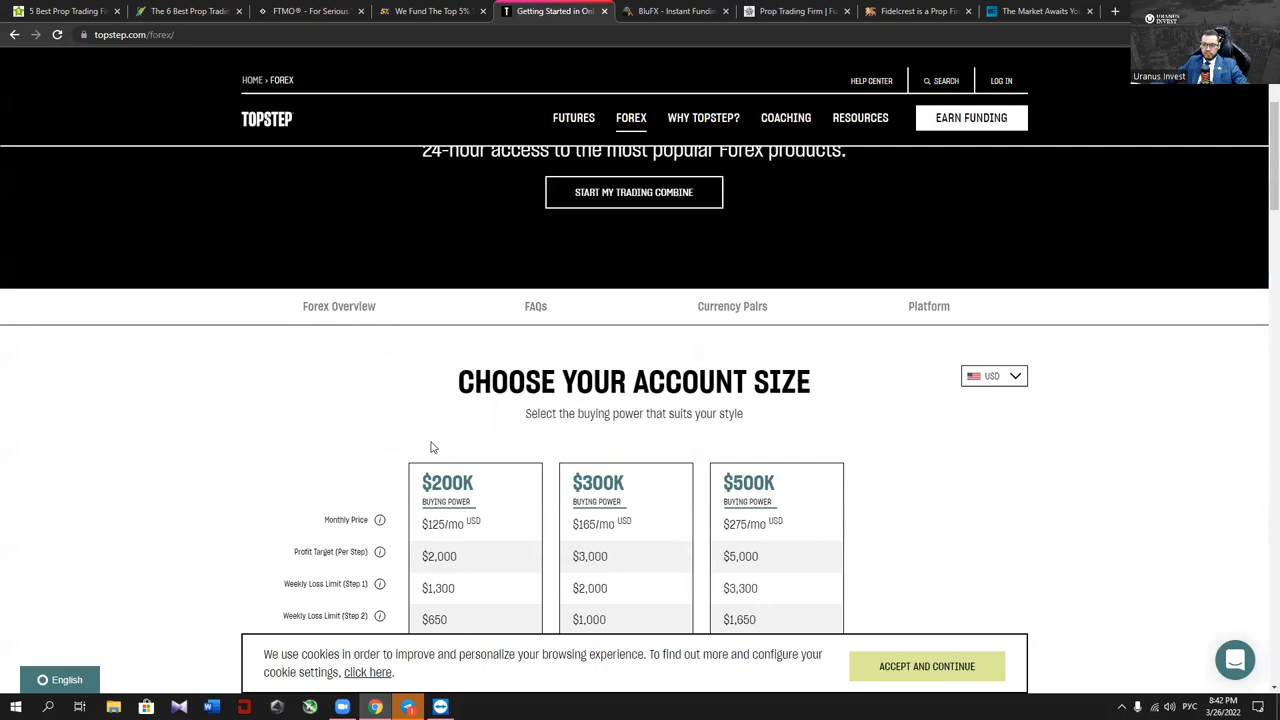 5 Best Prop Trading Fi
The 6 Best Prop Trading
FTMO® - For Serious
We Fund The Top 5%
Getting Started in Onl
BluFX - Instant Fundin
Prop Trading Firm | Fu
Fidelcrest is a Prop Fi
The Market Awaits Yo
topstep.com/forex/
URANUS
INVEST
Uranus Invest
HOME › FOREX
HELP CENTER
SEARCH
LOG IN
TOPSTEP
FUTURES
FOREX
WHY TOPSTEP?
COACHING
RESOURCES
EARN FUNDING
24-hour access to the most popular Forex products.
START MY TRADING COMBINE
Forex Overview
FAQs
Currency Pairs
Platform
CHOOSE YOUR ACCOUNT SIZE
USD
Select the buying power that suits your style
$200K
$300K
$500K
BUYING POWER
BUYING POWER
BUYING POWER
Monthly Price
$125/mo USD
$165/mo USD
$275/mo USD
Profit Target (Per Step)
$2,000
$3,000
$5,000
Weekly Loss Limit (Step 1)
$1,300
$2,000
$3,300
Weekly Loss Limit (Step 2)
$650
$1,000
$1,650
We use cookies in order to improve and personalize your browsing experience. To find out more and configure your
cookie settings, click here.
ACCEPT AND CONTINUE
English
РУС
8:42 PM
3/26/2022